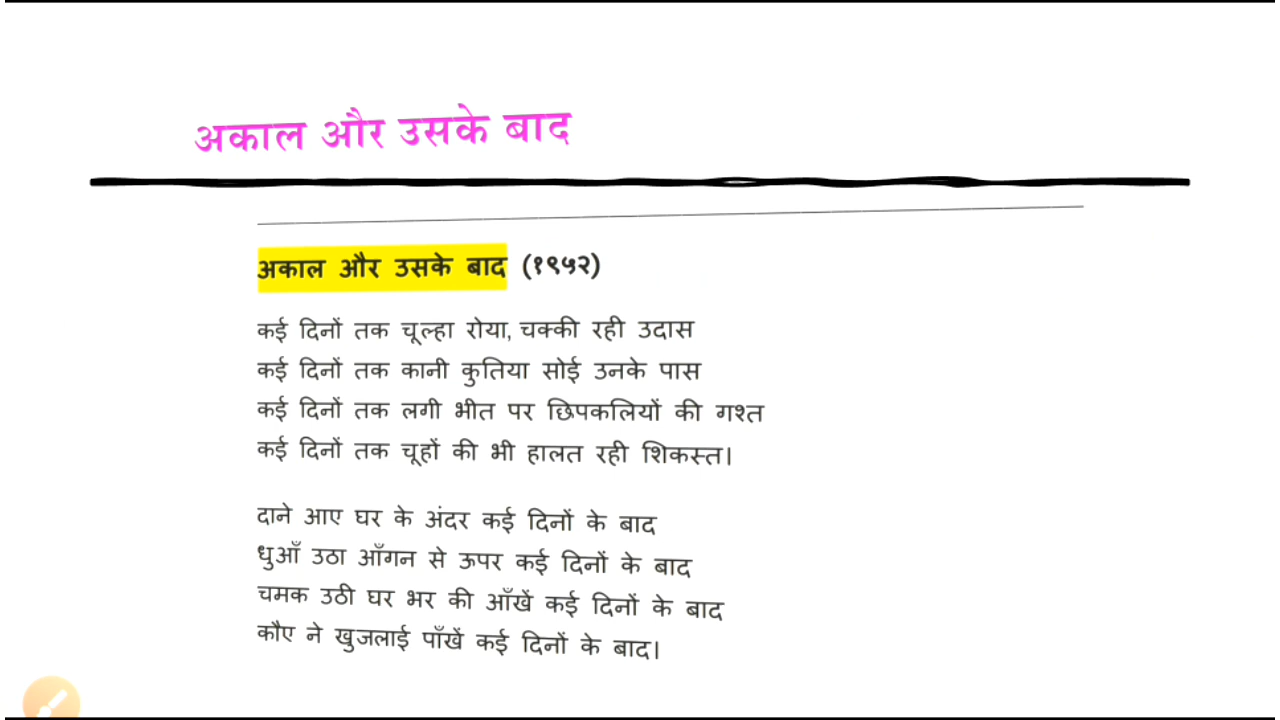 अकाल और उसके बाद
अकाल और उसके बाद (१९५२)
कई दिनों तक चूल्हा रोया, चक्की रही उदास
कई दिनों तक कानी कुतिया सोई उनके पास
कई दिनों तक लगी भीत पर छिपकलियों की गश्त
कई दिनों तक चूहों की भी हालत रही शिकस्त।
दाने आए घर के अंदर कई दिनों के बाद
धुआँ उठा आँगन से ऊपर कई दिनों के बाद
चमक उठी घर भर की आँखें कई दिनों के बाद
कौए ने खुजलाई पाँखें कई दिनों के बाद।